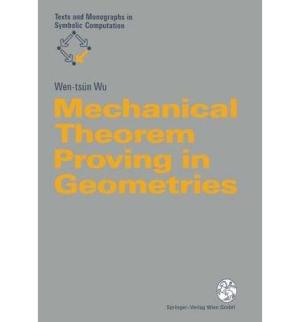 Texts and Monographs in
Symbolic Computation
Wen-tsün Wu
Mechanical
Theorem
Proving in
Geometries
Springer-Verlag Wien GmbH